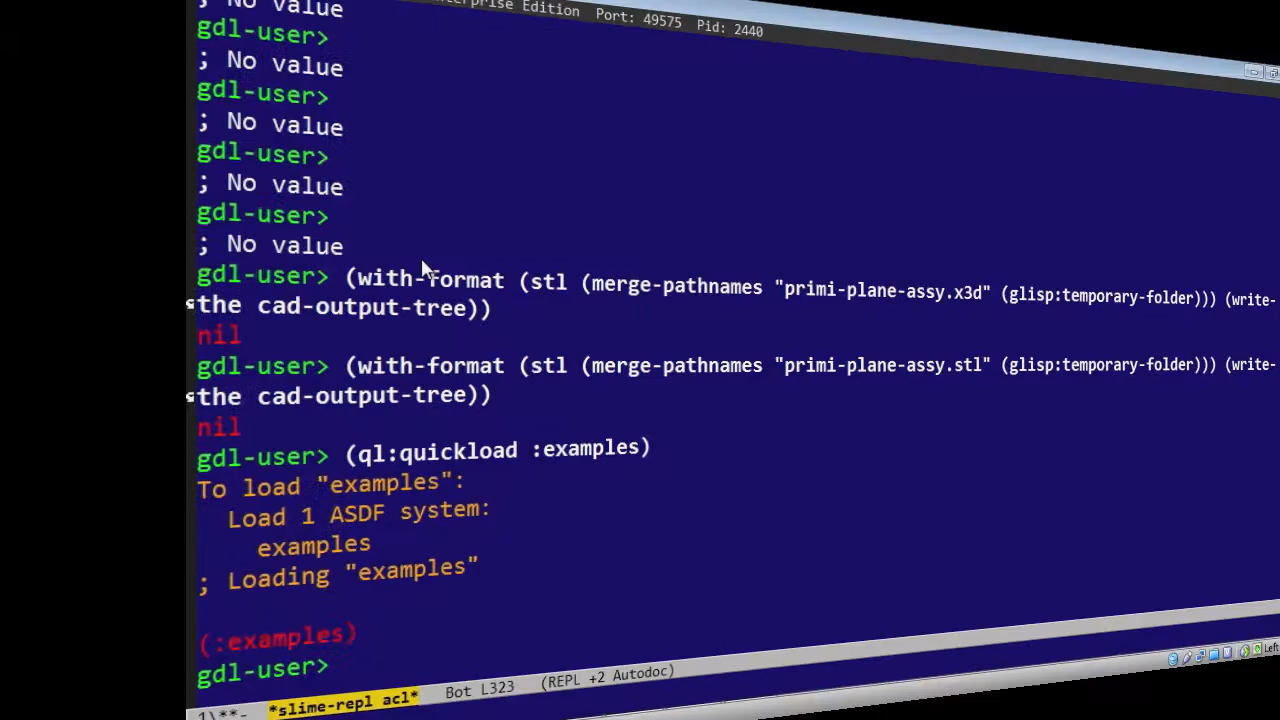 ; No value
nterprise Edition Port: 49575 Pid: 2440
gdl-user>
; No value
gdl-user>
; No value
gdl-user>
; No value
gdl-user>
; No value
gdl-user> (with-format (stl (merge-pathnames "primi-plane-assy.x3d" (glisp:temporary-folder))) (write-
the cad-output-tree))
nil
gdl-user> (with-format (stl (merge-pathnames "primi-plane-assy.stl" (glisp:temporary-folder))) (write-
the cad-output-tree))
nil
gdl-user> (ql:quickload :examples)
To load "examples":
Load 1 ASDF system:
examples
; Loading "examples"
(:examples)
gdl-user>
1\**- *slime-repl acl* Bot L323 (REPL +2 Autodoc)
Left